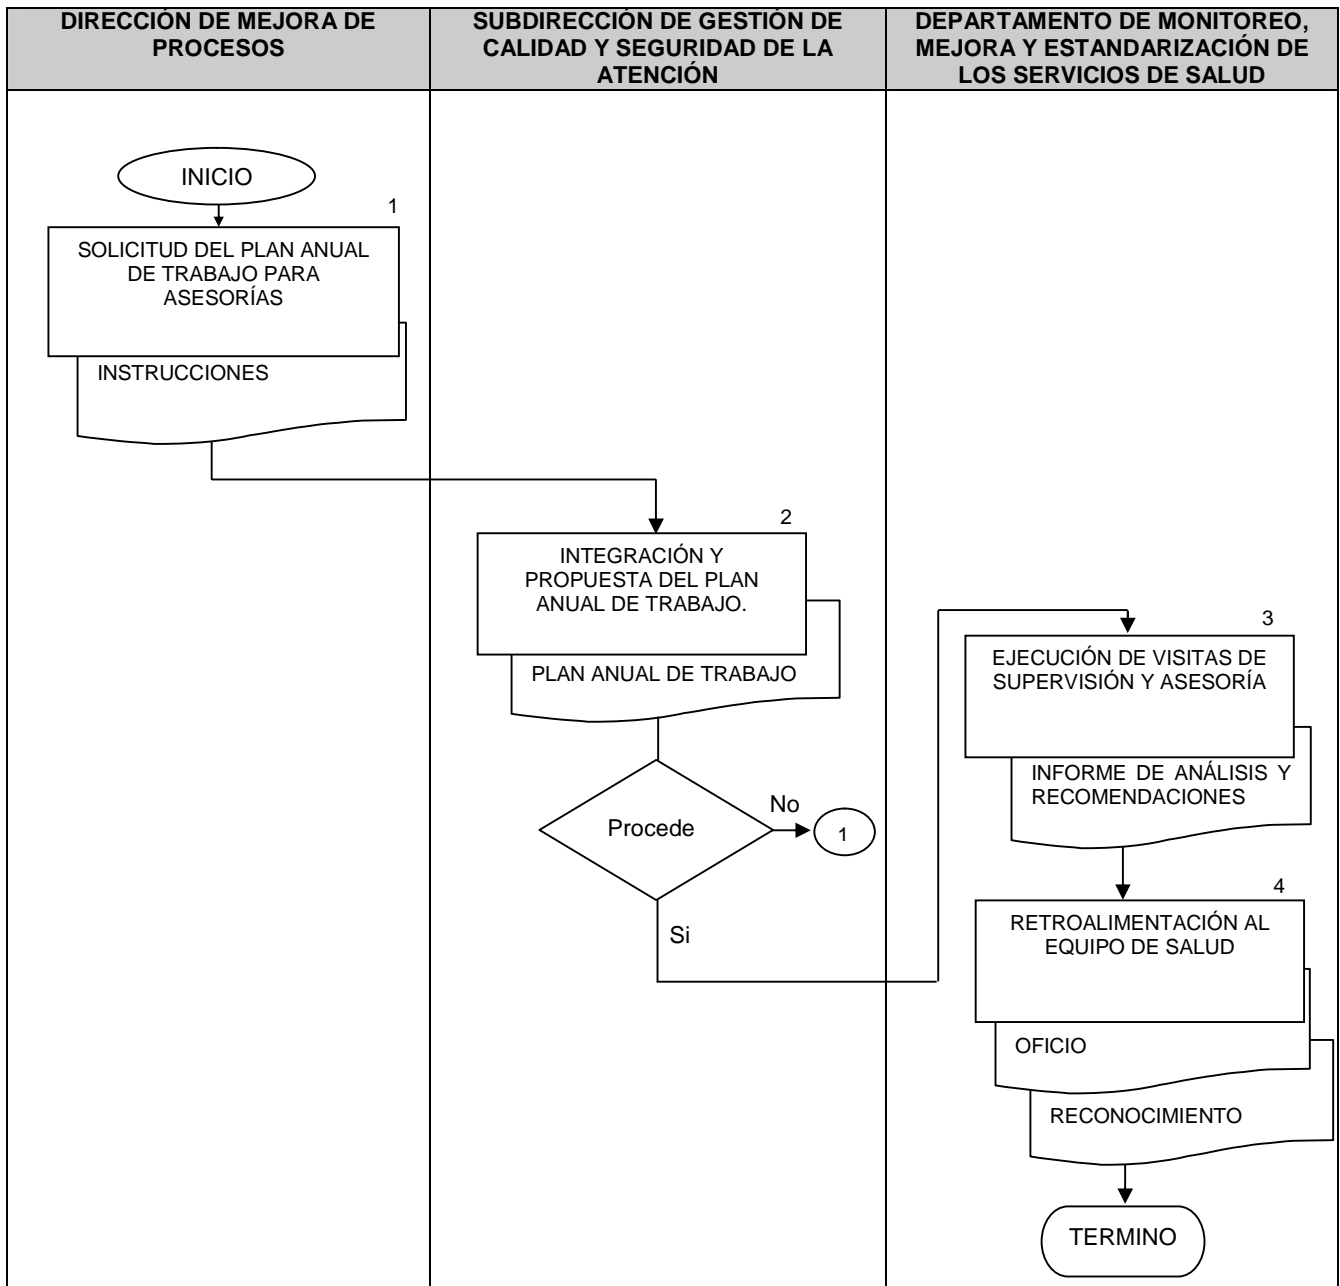 DIRECCIÓN DE MEJORA DE
PROCESOS
SUBDIRECCIÓN DE GESTIÓN DE
CALIDAD Y SEGURIDAD DE LA
ATENCIÓN
DEPARTAMENTO DE MONITOREO,
MEJORA Y ESTANDARIZACIÓN DE
LOS SERVICIOS DE SALUD
INICIO
1
SOLICITUD DEL PLAN ANUAL
DE TRABAJO PARA
ASESORÍAS
INSTRUCCIONES
2
INTEGRACIÓN Y
PROPUESTA DEL PLAN
ANUAL DE TRABAJO.
PLAN ANUAL DE TRABAJO
Procede
No
1
Si
3
EJECUCIÓN DE VISITAS DE
SUPERVISIÓN Y ASESORÍA
INFORME DE ANÁLISIS Y
RECOMENDACIONES
4
RETROALIMENTACIÓN AL
EQUIPO DE SALUD
OFICIO
RECONOCIMIENTO
TERMINO